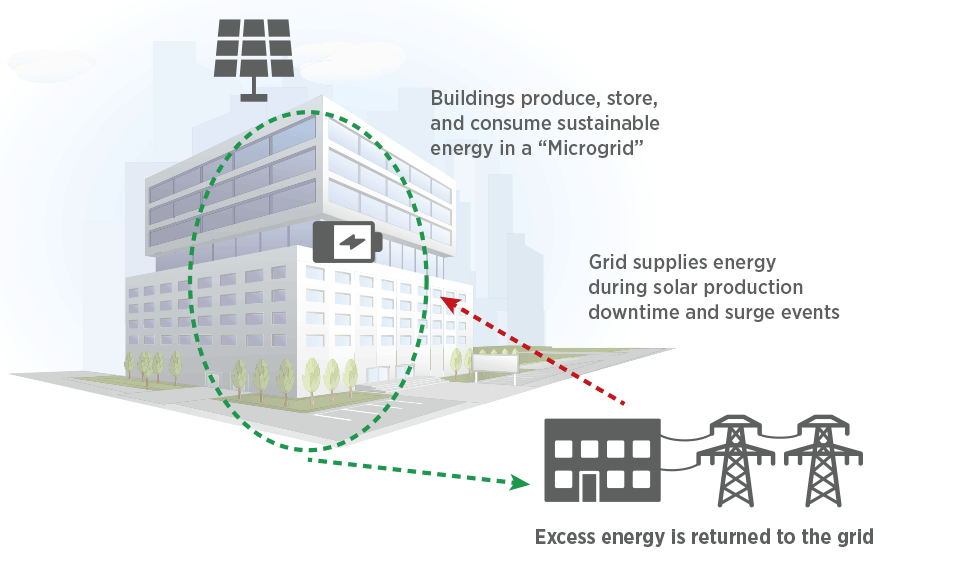 Buildings produce, store,
and consume sustainable
energy in a “Microgrid”
Grid supplies energy
during solar production
downtime and surge events
Excess energy is returned to the grid